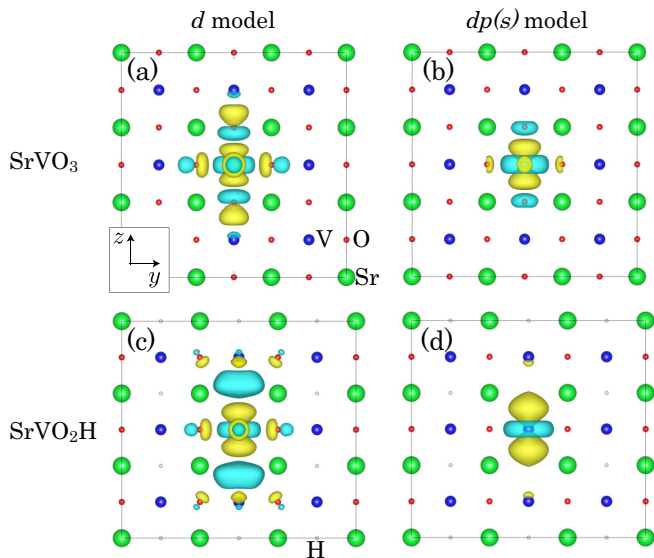 d model
dp(s) model
(a)
(b)
SrVO₃
V
O
z
y
Sr
(c)
(d)
SrVO₂H
H